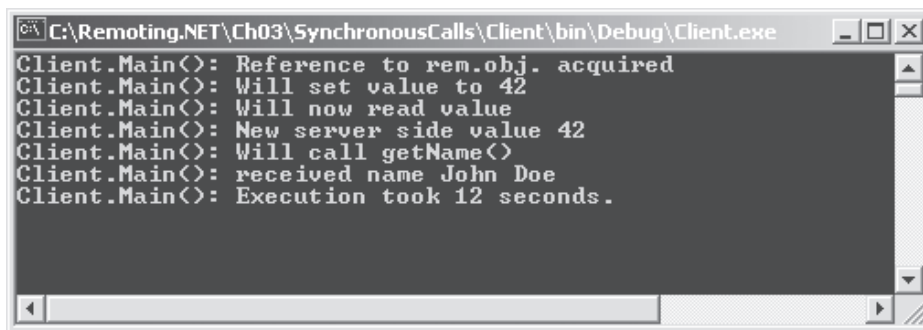 C:\Remoting.NET\Ch03\SynchronousCalls\Client\bin\Debug\Client.exe
Client.Main(): Reference to rem.obj. acquired
Client.Main(): Will set value to 42
Client.Main(): Will now read value
Client.Main(): New server side value 42
Client.Main(): Will call getName()
Client.Main(): received name John Doe
Client.Main(): Execution took 12 seconds.